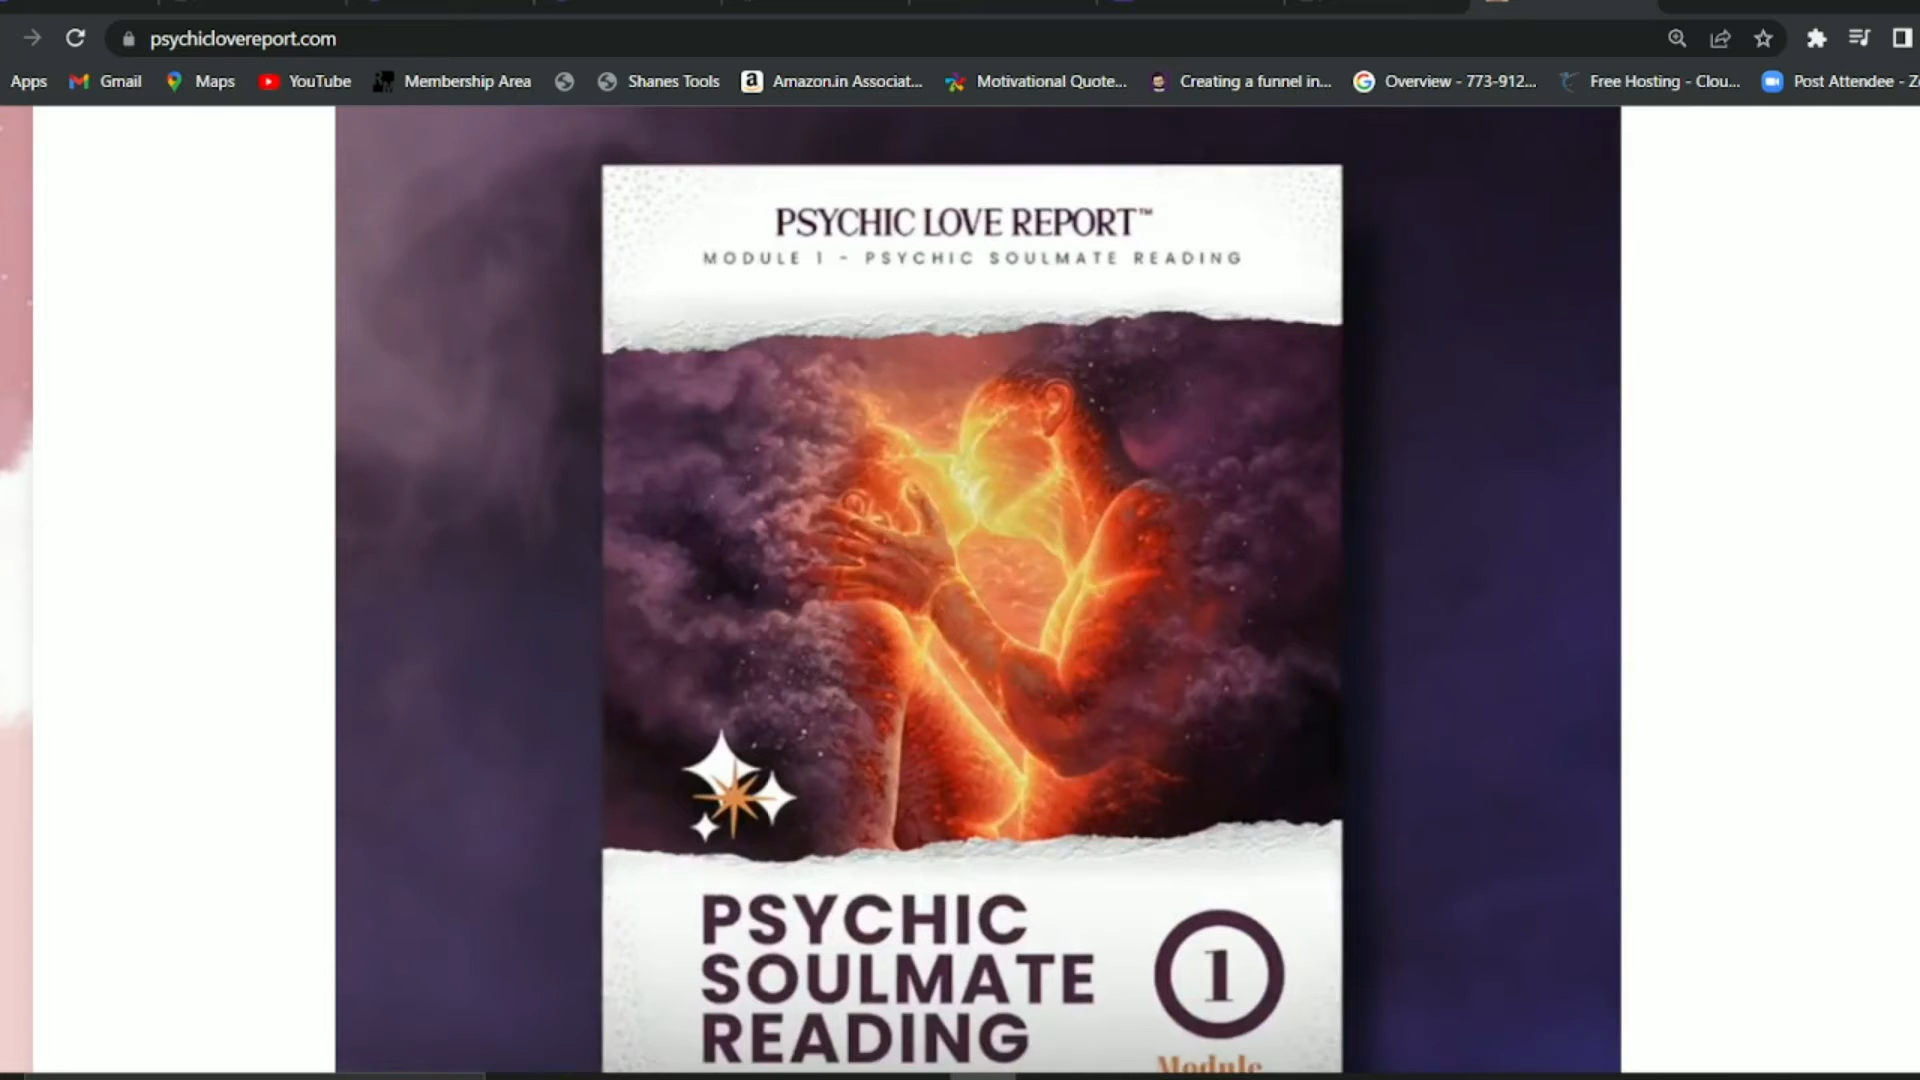 psychiclovereport.com
Apps Gmail Maps YouTube Membership Area Shanes Tools Amazon.in Associat... Motivational Quote... Creating a funnel in... Overview - 773-912... Free Hosting - Clou... Post Attendee - Z
PSYCHIC LOVE REPORT™
MODULE 1 - PSYCHIC SOULMATE READING
PSYCHIC
SOULMATE
READING
1
Module